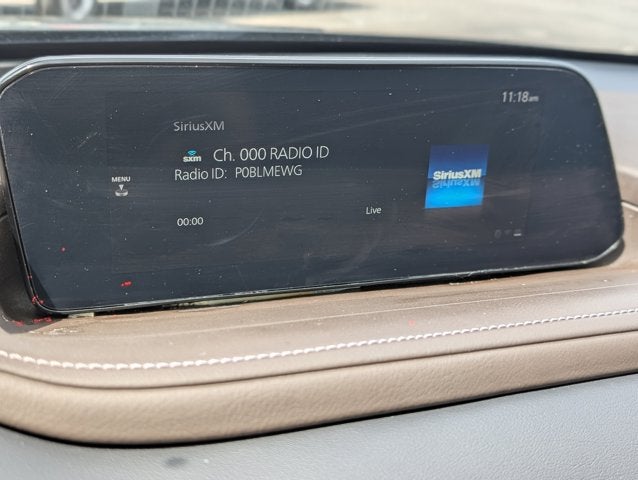 11:18am
SiriusXM
sxm Ch. 000 RADIO ID
Radio ID: P0BLMEWG
MENU
SiriusXM
00:00
Live